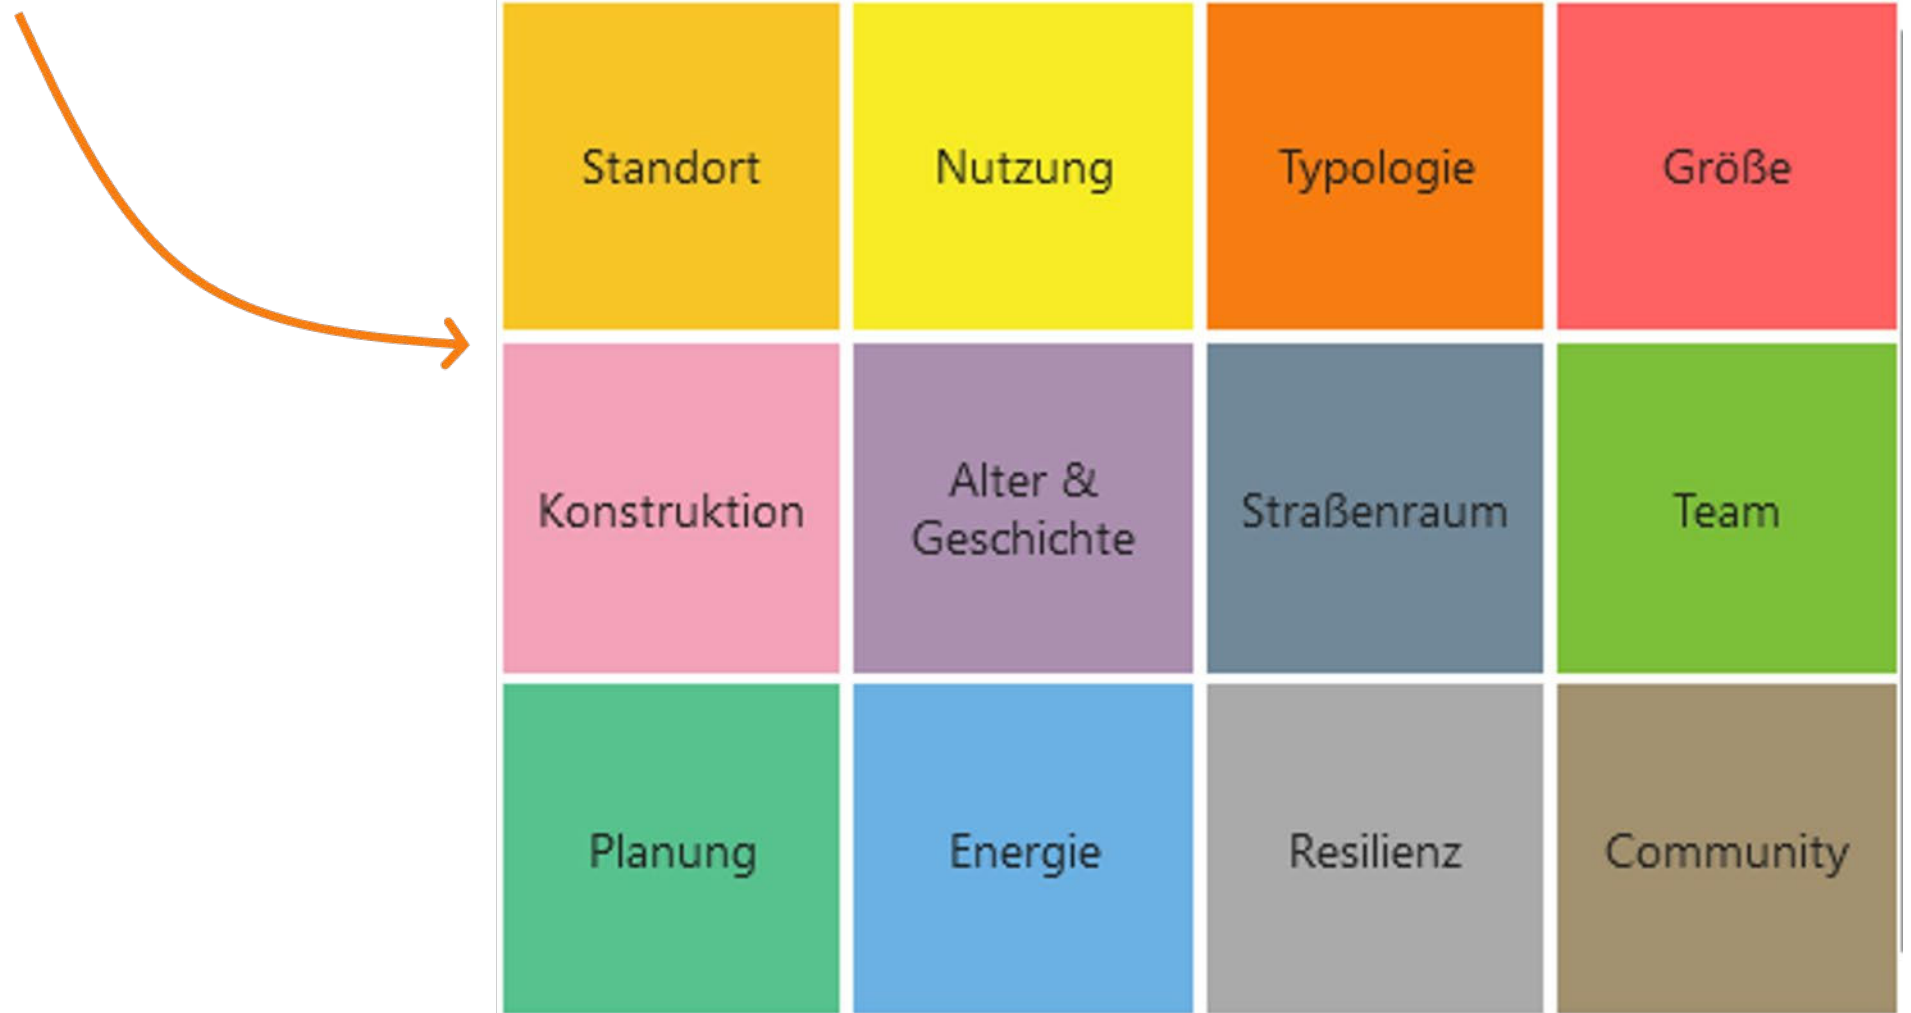 Standort
Nutzung
Typologie
Größe
Konstruktion
Alter &
Geschichte
Straßenraum
Team
Planung
Energie
Resilienz
Community